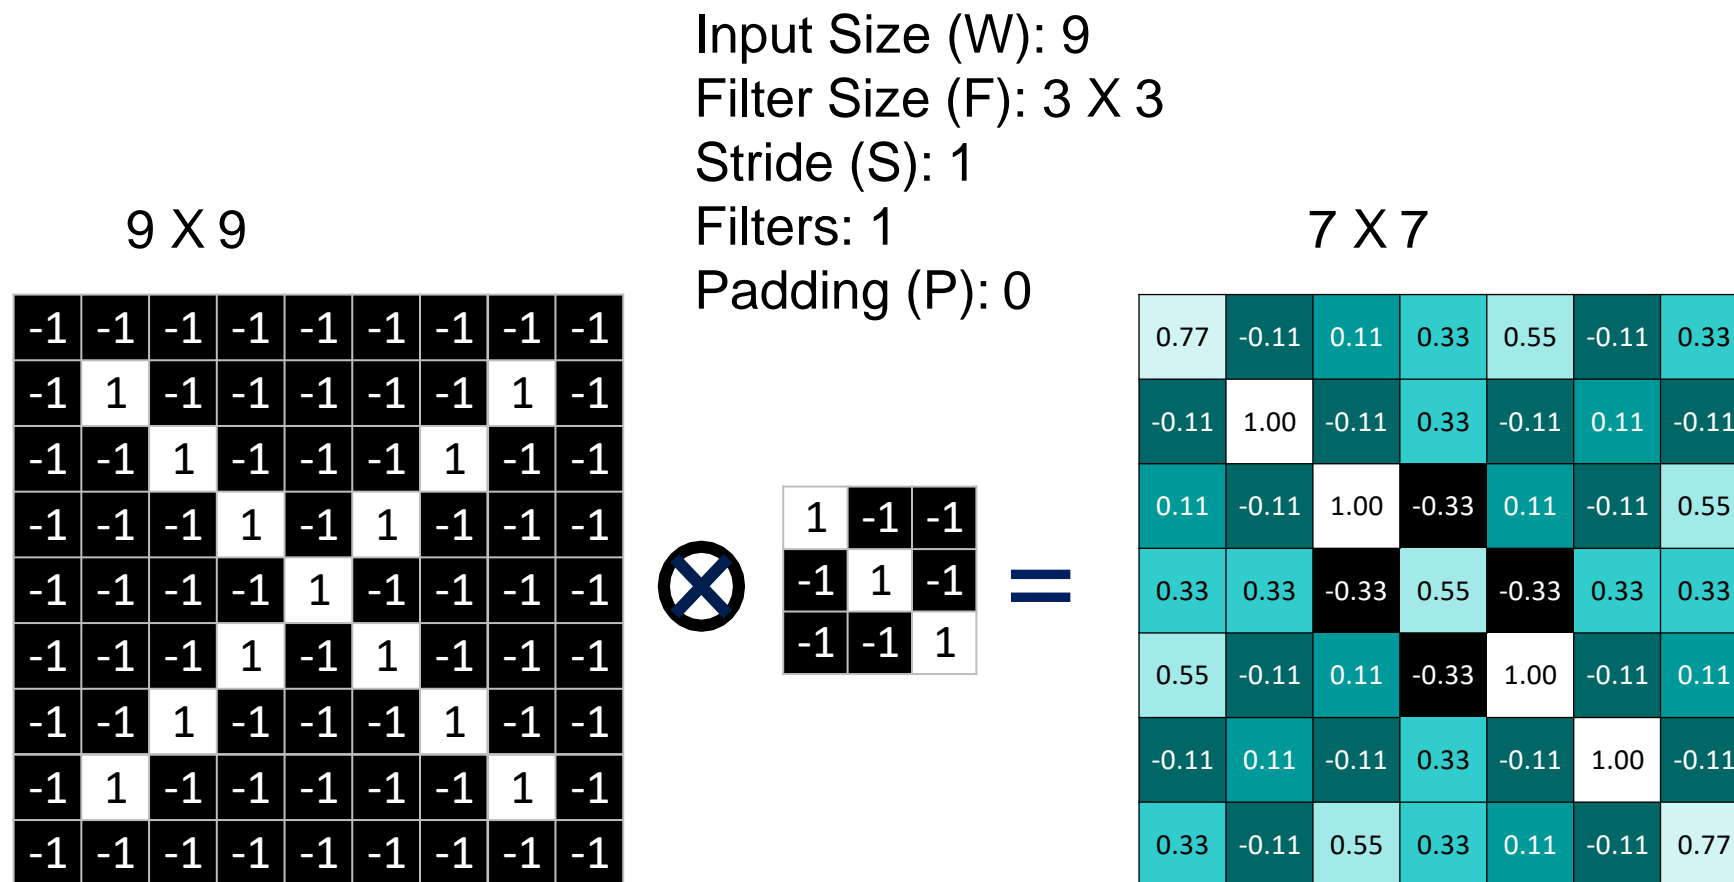 Input Size (W): 9
Filter Size (F): 3 X 3
Stride (S): 1
Filters: 1
Padding (P): 0
9 X 9
-1 -1 -1 -1 -1 -1 -1 -1 -1
-1 1 -1 -1 -1 -1 -1 1 -1
-1 -1 1 -1 -1 -1 1 -1 -1
-1 -1 -1 1 -1 1 -1 -1 -1
-1 -1 -1 -1 1 -1 -1 -1 -1
-1 -1 -1 1 -1 1 -1 -1 -1
-1 -1 1 -1 -1 -1 1 -1 -1
-1 1 -1 -1 -1 -1 -1 1 -1
-1 -1 -1 -1 -1 -1 -1 -1 -1
1 -1 -1
-1 1 -1
-1 -1 1
=
7 X 7
0.77 -0.11 0.11 0.33 0.55 -0.11 0.33
-0.11 1.00 -0.11 0.33 -0.11 0.11 -0.11
0.11 -0.11 1.00 -0.33 0.11 -0.11 0.55
0.33 0.33 -0.33 0.55 -0.33 0.33 0.33
0.55 -0.11 0.11 -0.33 1.00 -0.11 0.11
-0.11 0.11 -0.11 0.33 -0.11 1.00 -0.11
0.33 -0.11 0.55 0.33 0.11 -0.11 0.77